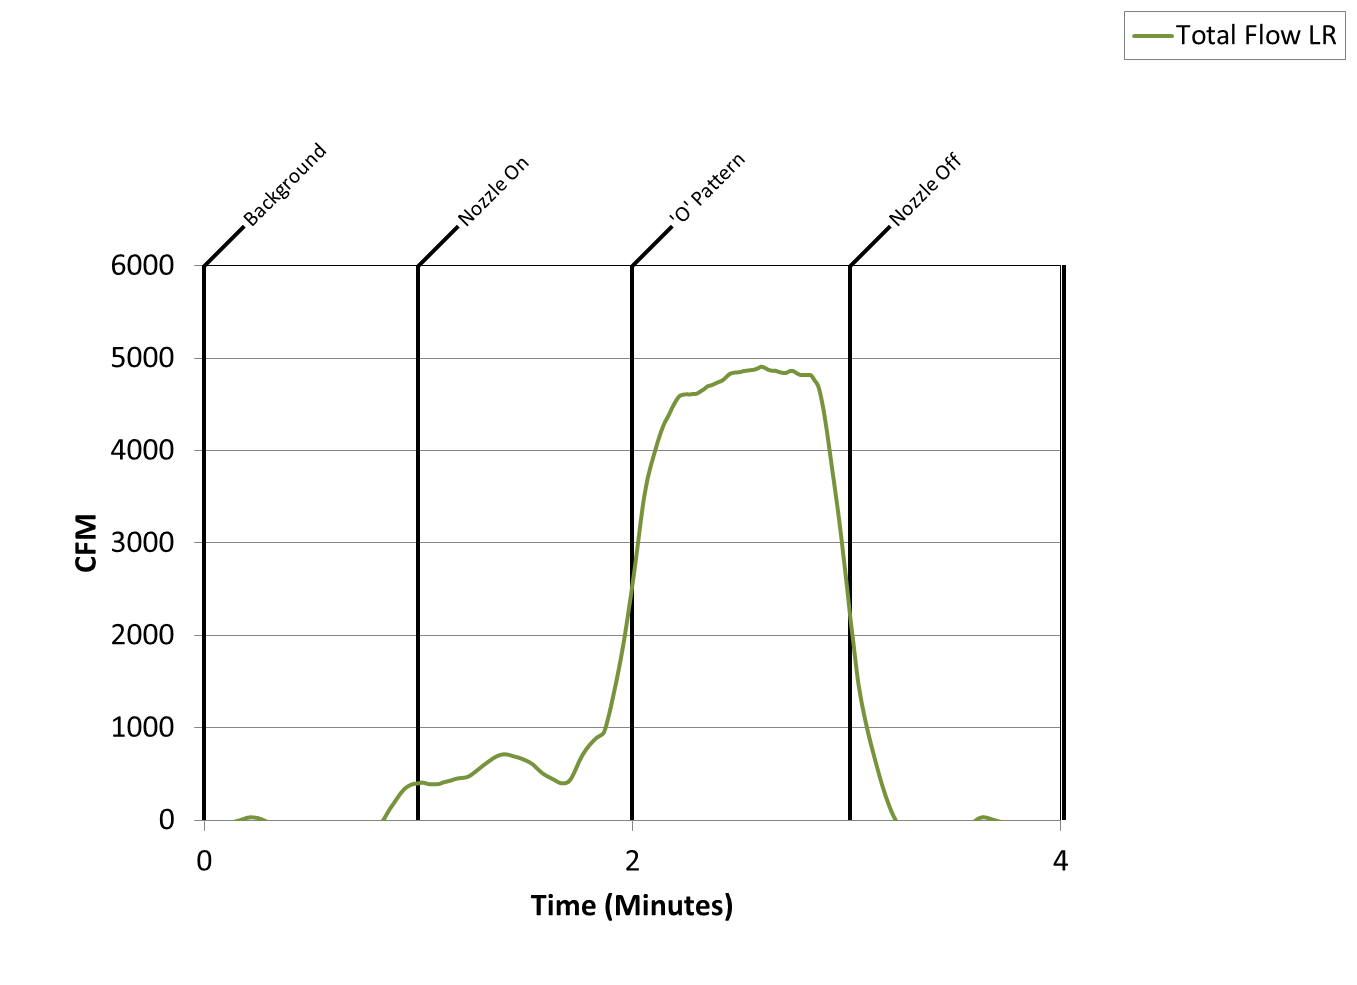 Total Flow LR
Background
Nozzle On
'O' Pattern
Nozzle Off
6000
5000
4000
3000
2000
1000
0
CFM
0
2
4
Time (Minutes)